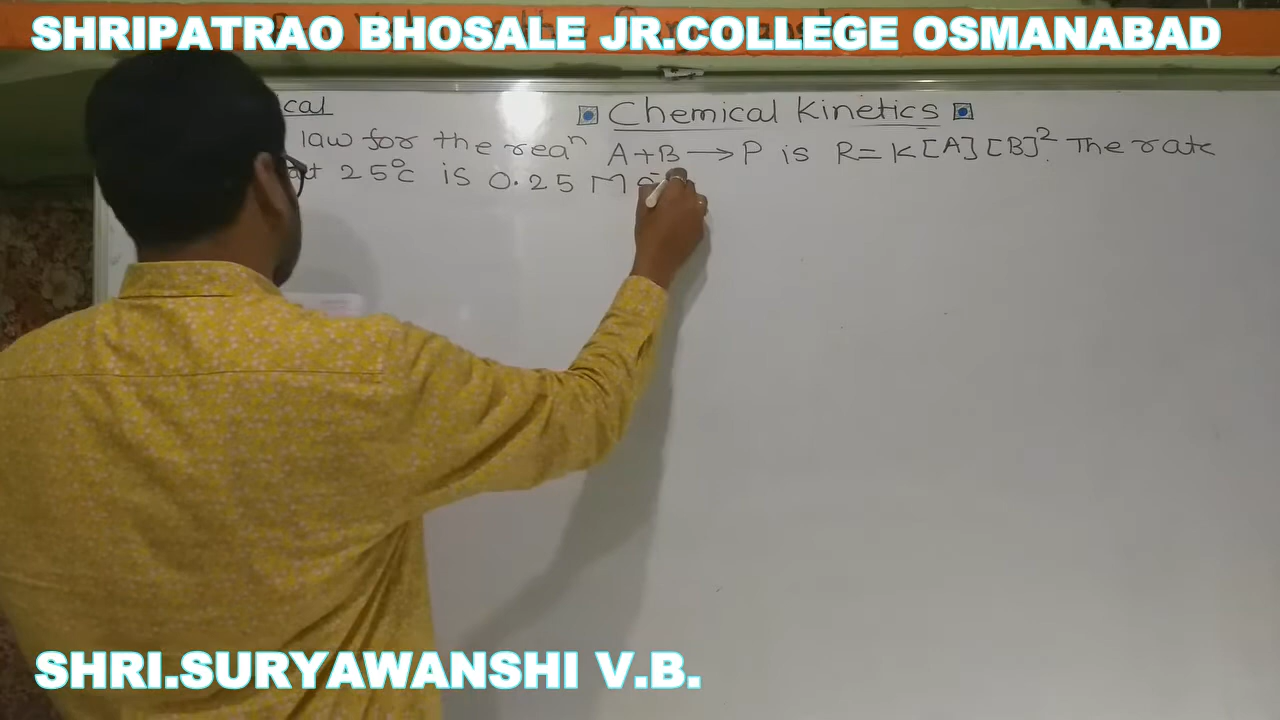 SHRIPATRAO BHOSALE JR.COLLEGE OSMANABAD
cal
Chemical Kinetics
law for the reaⁿ A+B → P is R = K[A][B]². The rate
at 25°C is 0.25 M
SHRI.SURYAWANSHI V.B.